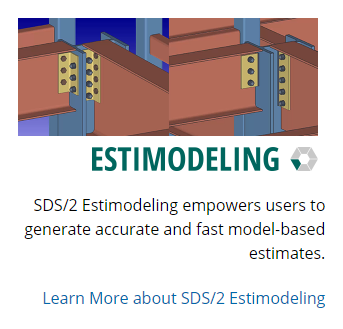 ESTIMODELING
SDS/2 Estimodeling empowers users to
generate accurate and fast model-based
estimates.
Learn More about SDS/2 Estimodeling